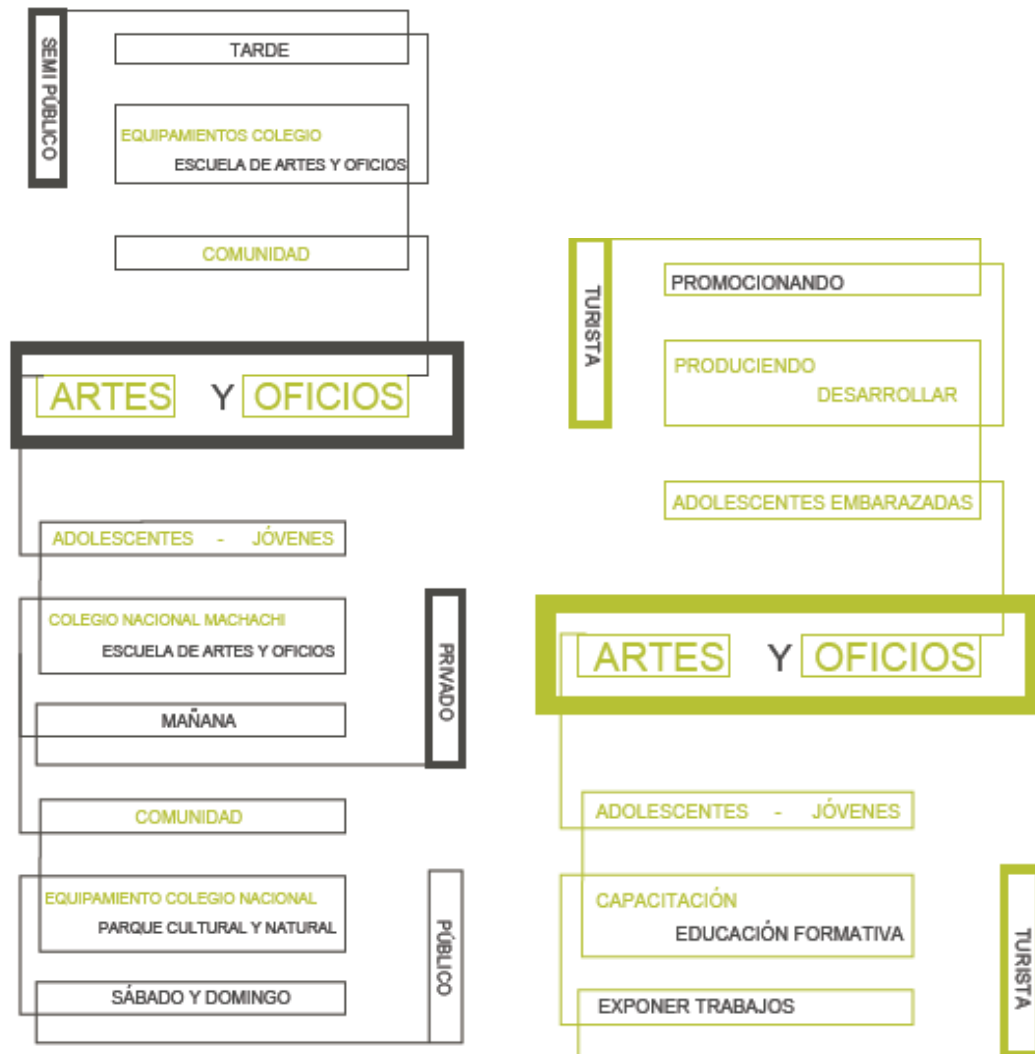 SEMI PÚBLICO
TARDE
EQUIPAMIENTOS COLEGIO
ESCUELA DE ARTES Y OFICIOS
COMUNIDAD
ARTES Y OFICIOS
ADOLESCENTES - JÓVENES
COLEGIO NACIONAL MACHACHI
ESCUELA DE ARTES Y OFICIOS
MAÑANA
PRIVADO
COMUNIDAD
EQUIPAMIENTO COLEGIO NACIONAL
PARQUE CULTURAL Y NATURAL
SÁBADO Y DOMINGO
PÚBLICO
TURISTA
PROMOCIONANDO
PRODUCIENDO
DESARROLLAR
ADOLESCENTES EMBARAZADAS
ARTES Y OFICIOS
ADOLESCENTES - JÓVENES
CAPACITACIÓN
EDUCACIÓN FORMATIVA
EXPONER TRABAJOS
TURISTA